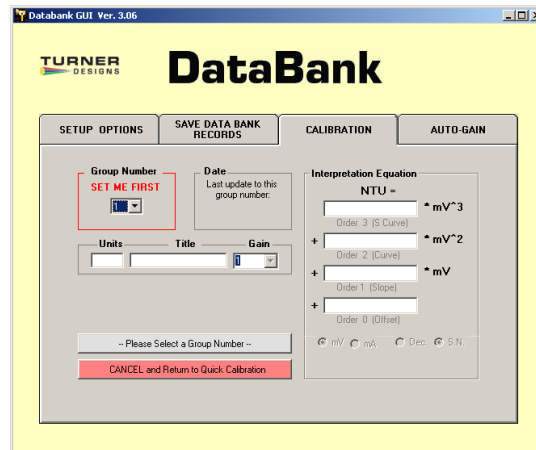 Databank GUI Ver. 3.06
TURNER
DESIGNS
DataBank
SETUP OPTIONS
SAVE DATA BANK
RECORDS
CALIBRATION
AUTO-GAIN
Group Number
SET ME FIRST
1
Date
Last update to this
group number:
Units Title Gain
1
-- Please Select a Group Number --
CANCEL and Return to Quick Calibration
Interpretation Equation
NTU =
* mV^3
Order 3 (S Curve)
+ * mV^2
Order 2 (Curve)
+ * mV
Order 1 (Slope)
+
Order 0 (Offset)
mV mA Dec. S.N.